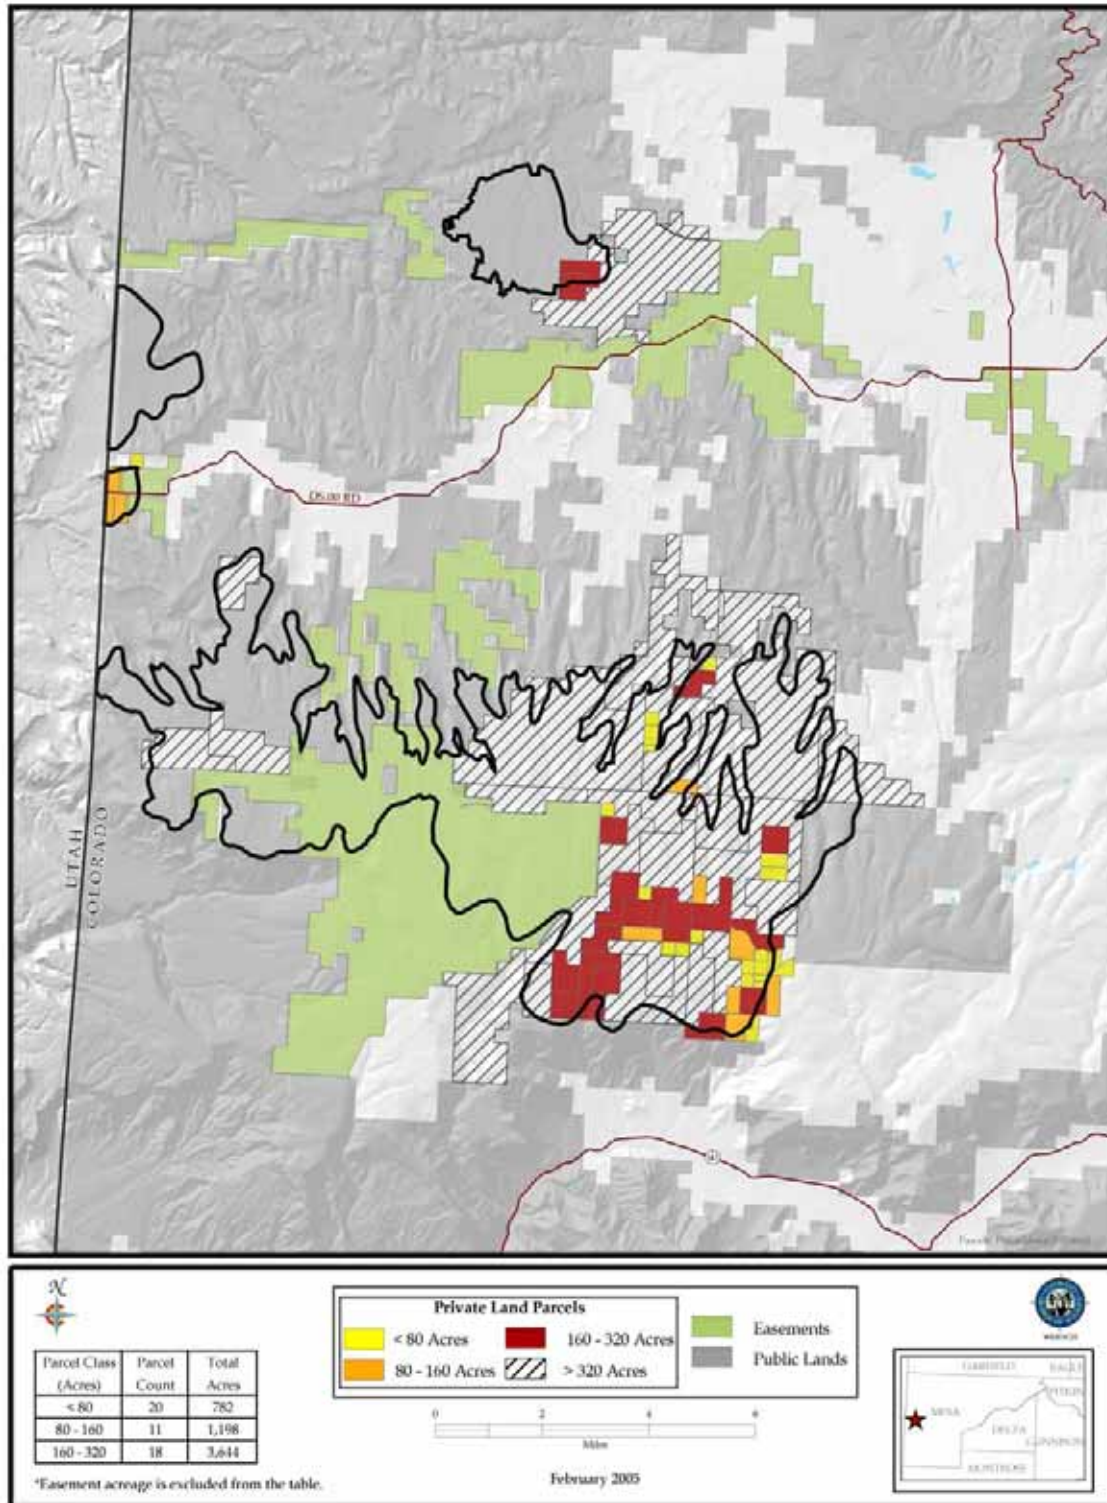 D5.00 RD
UTAH
COLORADO
N
Private Land Parcels
< 80 Acres
160 - 320 Acres
80 - 160 Acres
> 320 Acres
Easements
Public Lands
Parcel Class (Acres) Parcel Count Total Acres
< 80 20 782
80 - 160 11 1,198
160 - 320 18 3,644
*Easement acreage is excluded from the table.
0 2 4 6
Miles
February 2005
GARFIELD
EAGLE
PITKIN
MESA
DELTA
GUNNISON
MONTROSE